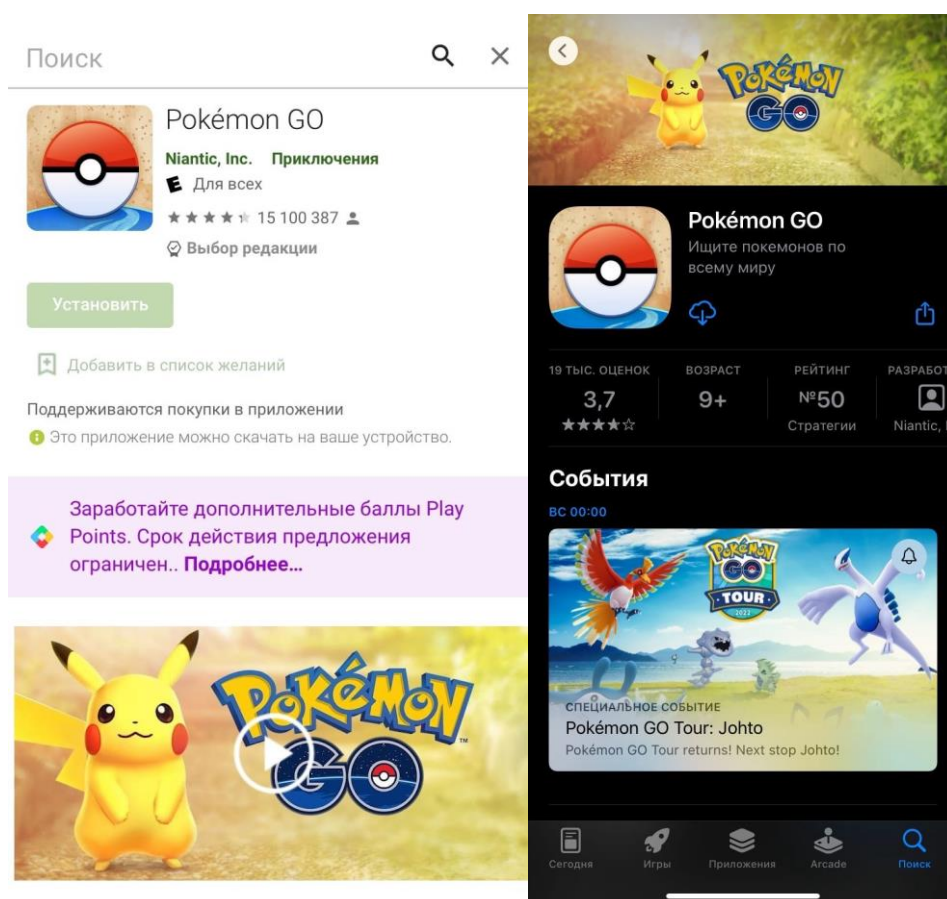 Поиск
Pokémon GO
Niantic, Inc. Приключения
E Для всех
15 100 387
Выбор редакции
Установить
Добавить в список желаний
Поддерживаются покупки в приложении
Это приложение можно скачать на ваше устройство.
Заработайте дополнительные баллы Play
Points. Срок действия предложения
ограничен.. Подробнее...
POKÉMON
GO
POKÉMON
GO
Pokémon GO
Ищите покемонов по
всему миру
19 ТЫС. ОЦЕНОК
3,7
ВОЗРАСТ
9+
РЕЙТИНГ
№50
Стратегии
РАЗРАБОТ
Niantic, I
События
ВС 00:00
POKÉMON
GO
TOUR
2022
СПЕЦИАЛЬНОЕ СОБЫТИЕ
Pokémon GO Tour: Johto
Pokémon GO Tour returns! Next stop Johto!
Сегодня
Игры
Приложения
Arcade
Поиск